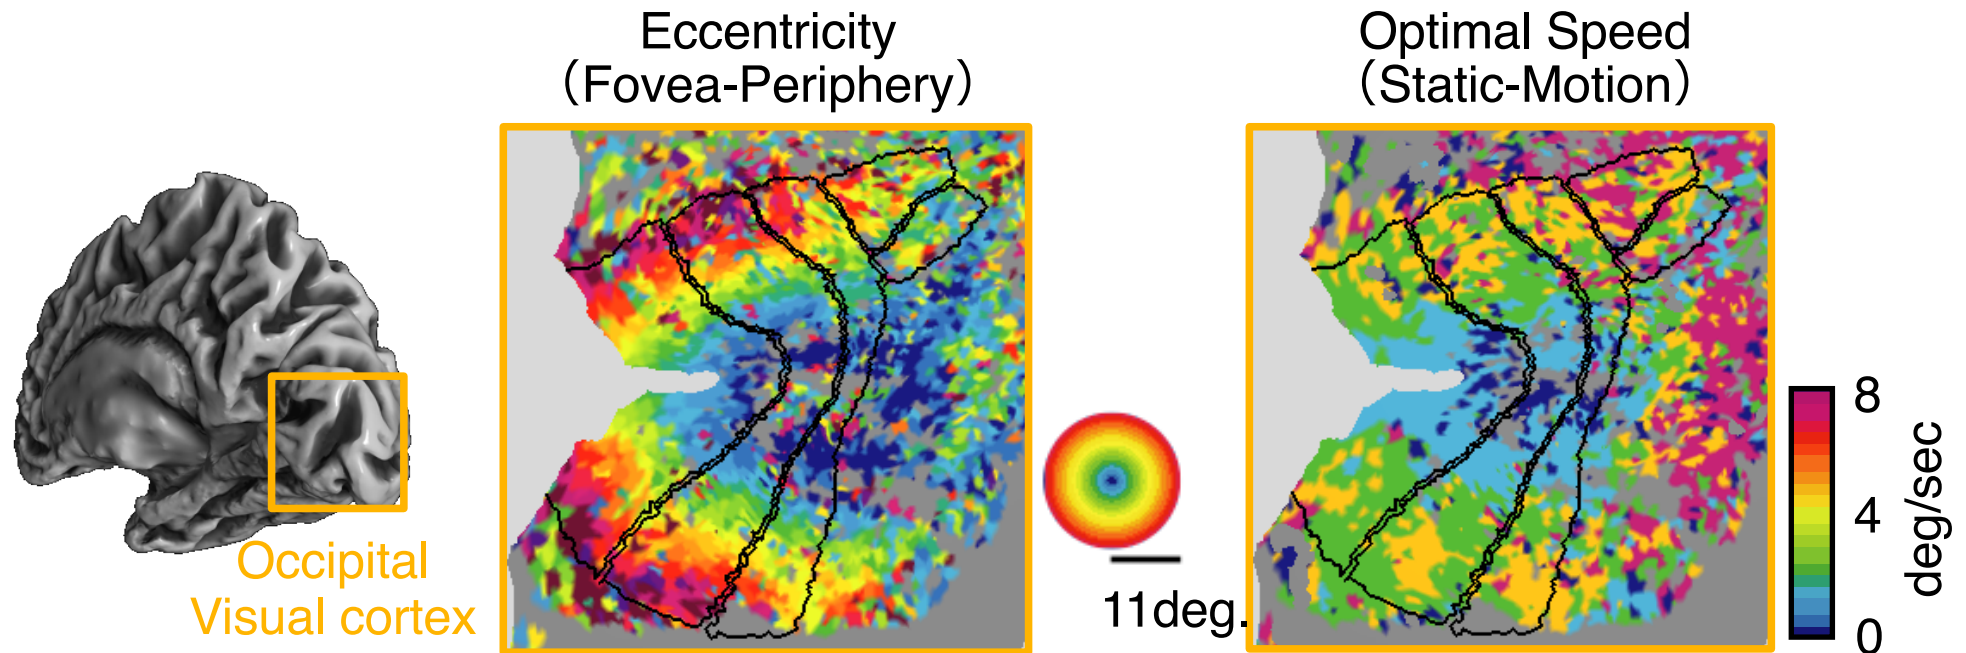 Eccentricity
(Fovea-Periphery)
Optimal Speed
(Static-Motion)
Occipital
Visual cortex
11deg.
8
4
0
deg/sec